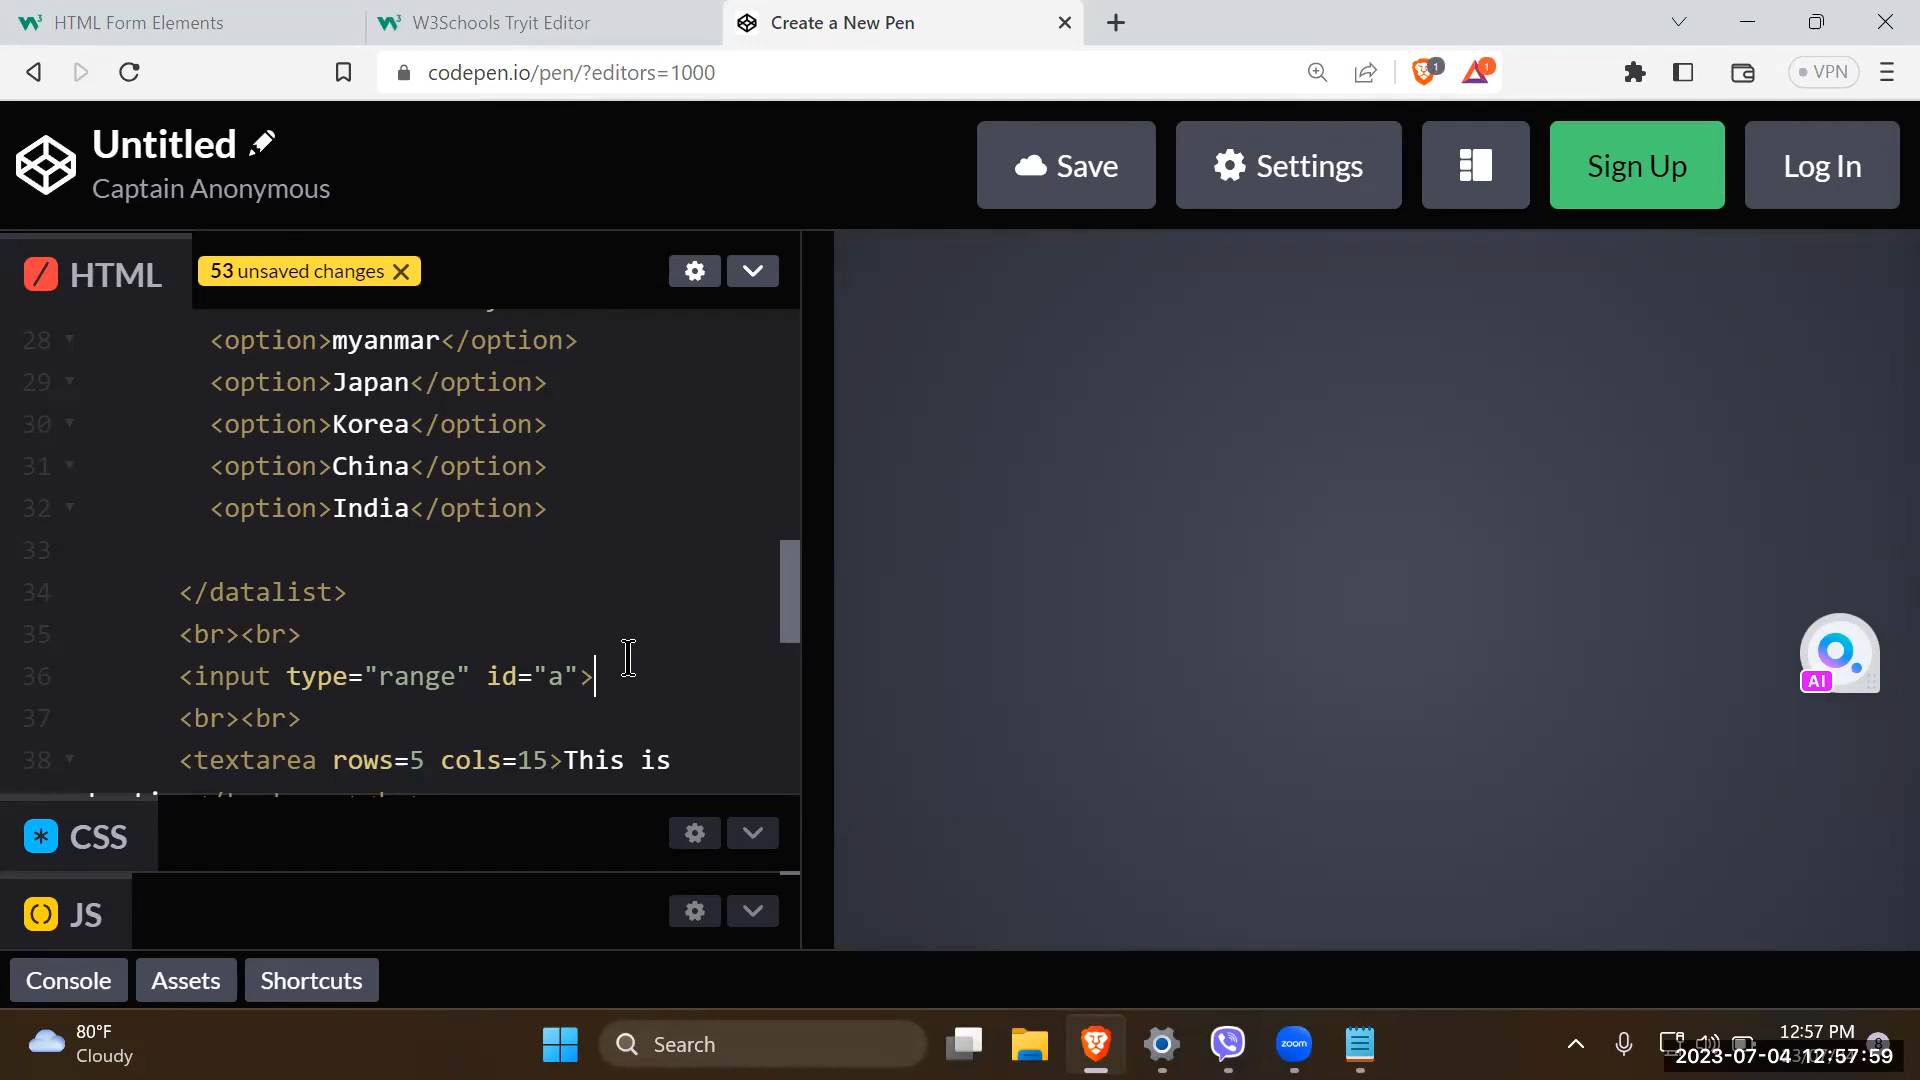 HTML Form Elements
W3Schools Tryit Editor
Create a New Pen
codepen.io/pen/?editors=1000
1
1
VPN
Untitled
Captain Anonymous
Save
Settings
Sign Up
Log In
HTML
53 unsaved changes
28 <option>myanmar</option>
29 <option>Japan</option>
30 <option>Korea</option>
31 <option>China</option>
32 <option>India</option>
33
34 </datalist>
35 <br><br>
36 <input type="range" id="a">
37 <br><br>
38 <textarea rows=5 cols=15>This is
AI
CSS
JS
Console
Assets
Shortcuts
80°F
Cloudy
Search
zoom
12:57 PM
8
2023-07-04 12:57:59